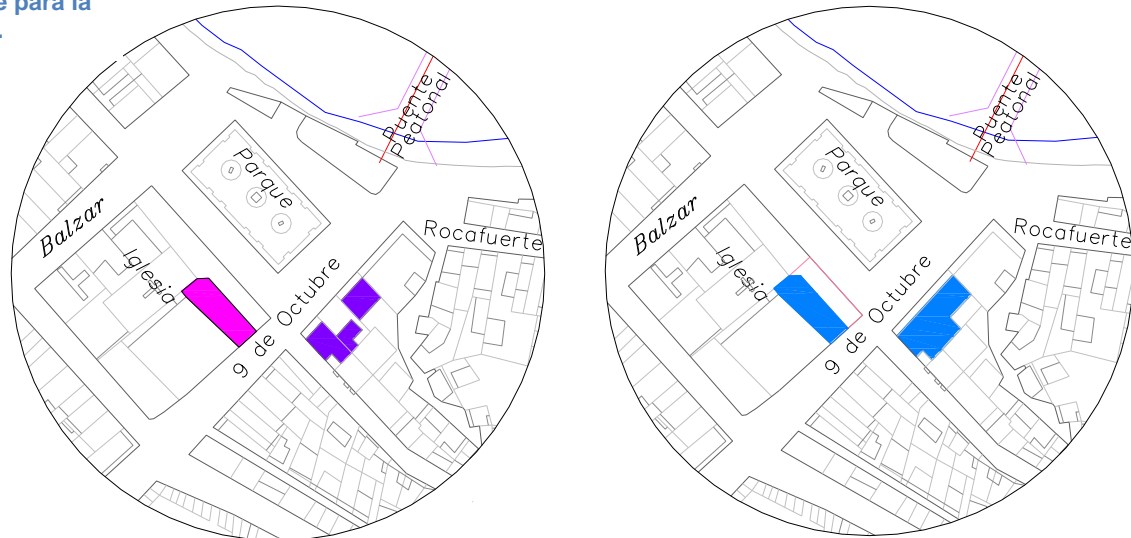 para la
Puente
Peatonal
Parque
Balzar
Iglesia
9 de Octubre
Rocafuerte
Puente
Peatonal
Parque
Balzar
Iglesia
9 de Octubre
Rocafuerte